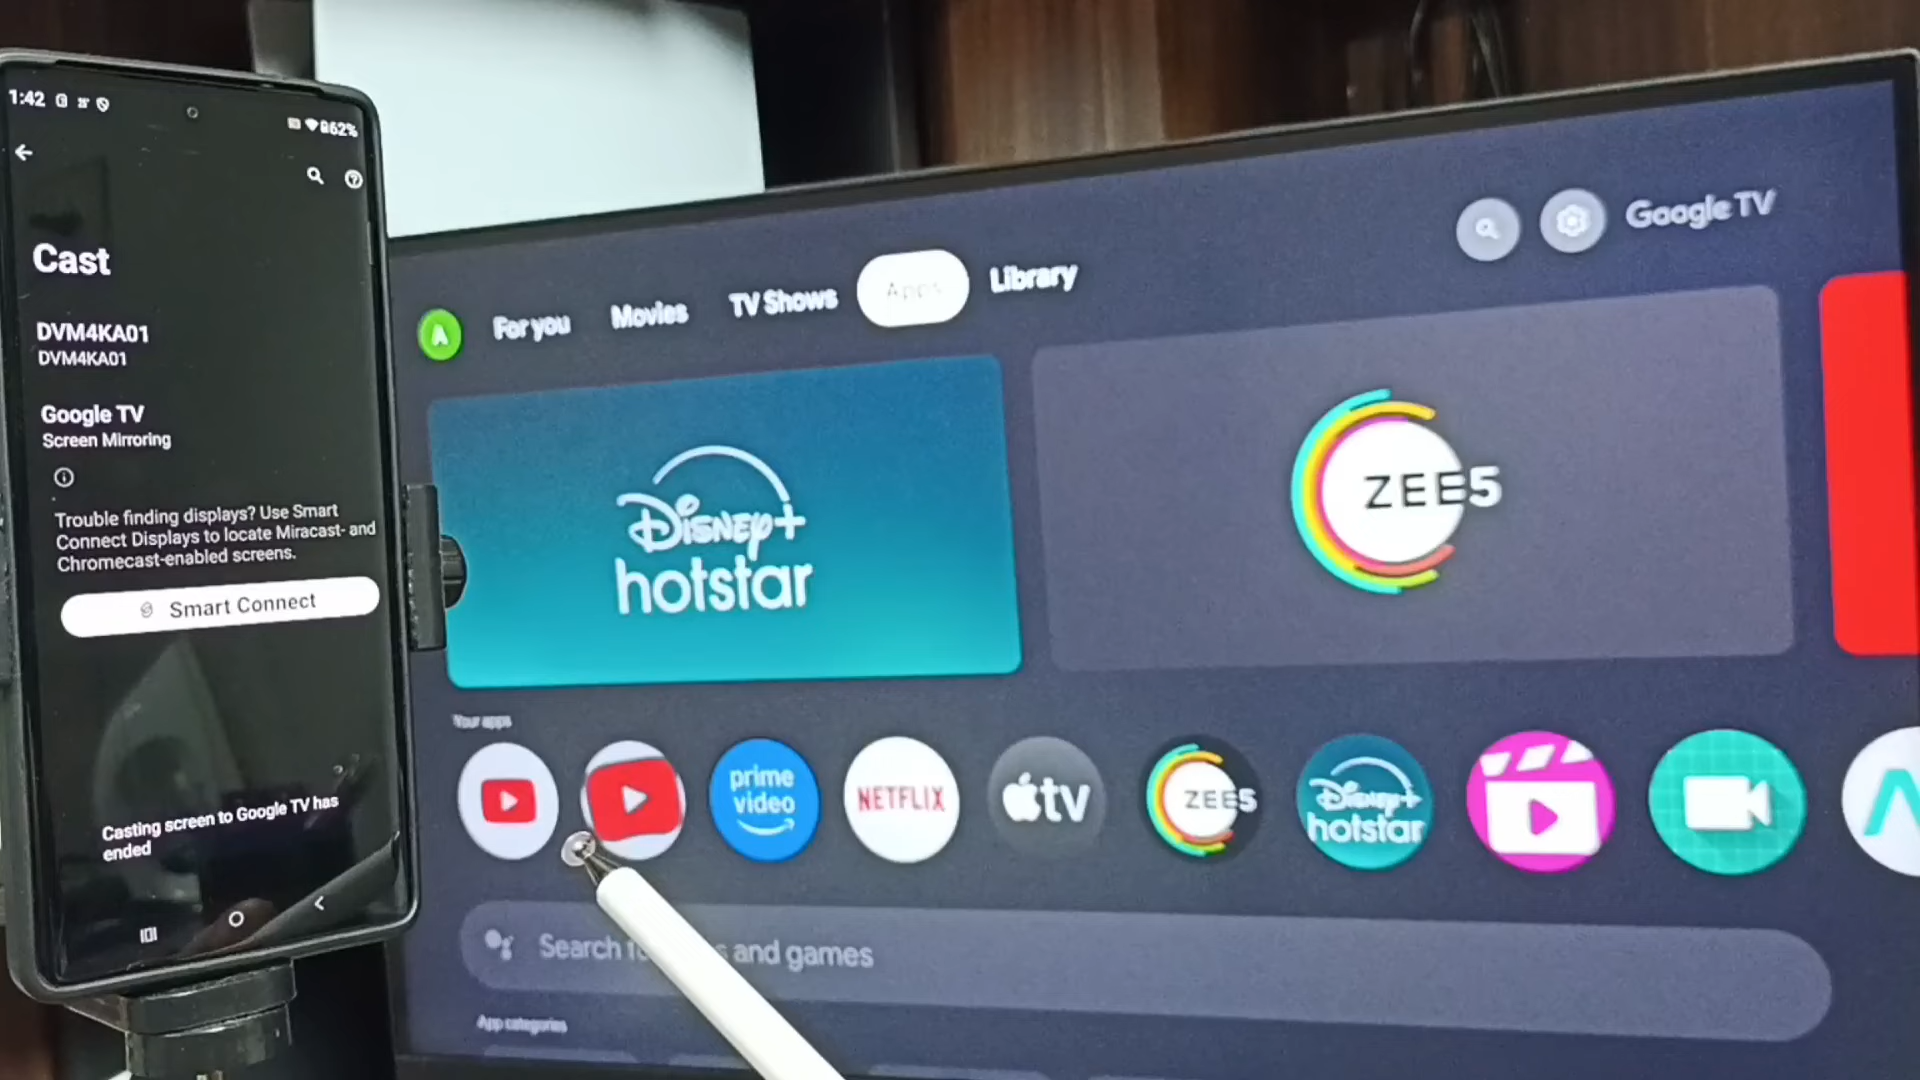 1:42
62%
Cast
DVM4KA01
DVM4KA01
Google TV
Screen Mirroring
Trouble finding displays? Use Smart
Connect Displays to locate Miracast- and
Chromecast-enabled screens.
Smart Connect
Casting screen to Google TV has
ended
A
For you
Movies
TV Shows
Apps
Library
Google TV
Disney+
hotstar
ZEE5
Your apps
prime
video
NETFLIX
tv
ZEE5
Disney+
hotstar
Search and games
App categories